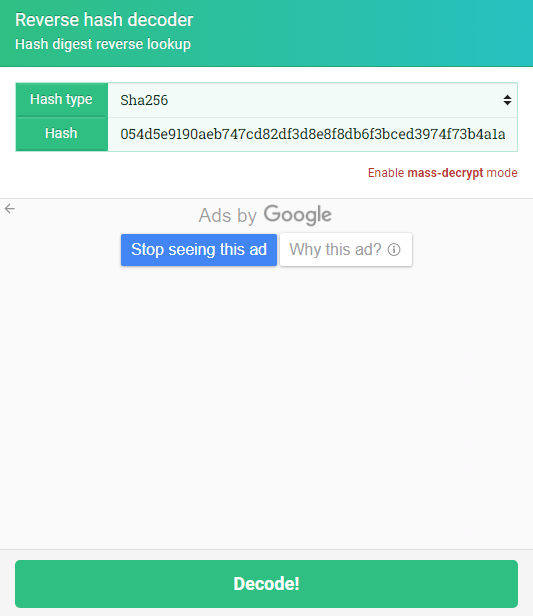 Reverse hash decoder
Hash digest reverse lookup
Hash type Sha256
Hash 054d5e9190aeb747cd82df3d8e8f8db6f3bced3974f73b4a1a
Enable mass-decrypt mode
Ads by Google
Stop seeing this ad Why this ad?
Decode!